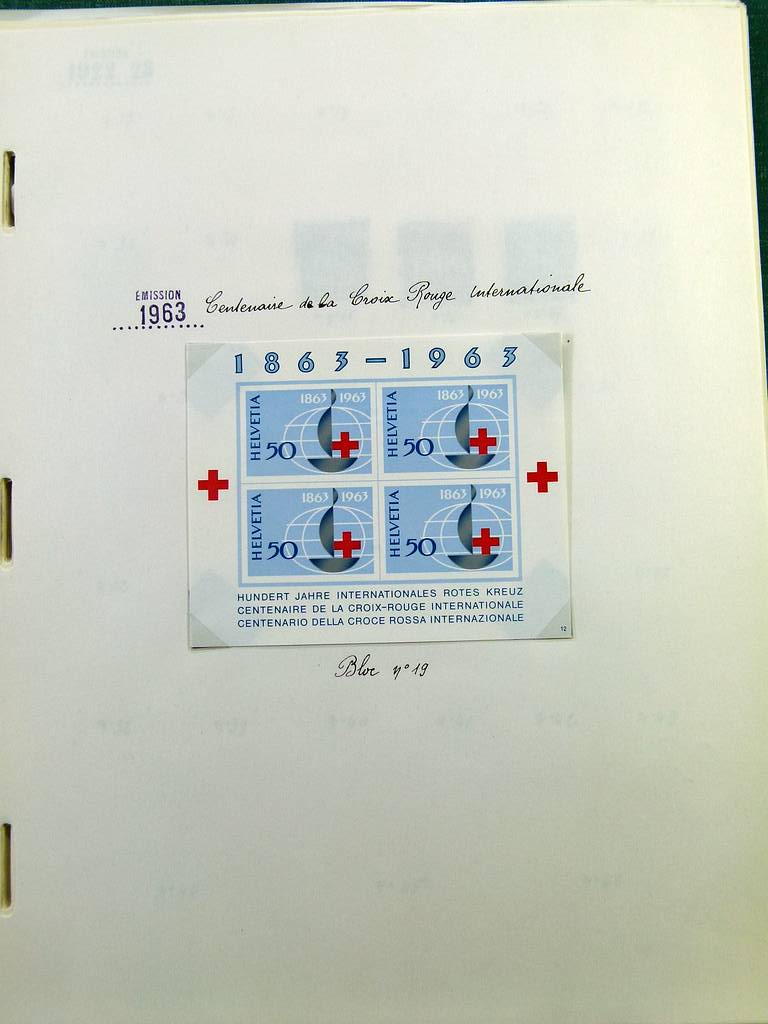 ÉMISSION
1963 Centenaire de la Croix Rouge Internationale
1863-1963
1863 1963
HELVETIA
50
1863 1963
HELVETIA
50
1863 1963
HELVETIA
50
1863 1963
HELVETIA
50
HUNDERT JAHRE INTERNATIONALES ROTES KREUZ
CENTENAIRE DE LA CROIX-ROUGE INTERNATIONALE
CENTENARIO DELLA CROCE ROSSA INTERNAZIONALE
12
Bloc n° 19